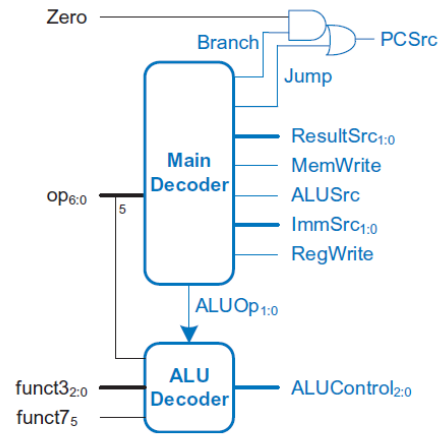 Zero
Branch
PCSrc
Jump
Main
Decoder
ResultSrc1:0
MemWrite
op6:0
5
ALUSrc
ImmSrc1:0
RegWrite
ALUOp1:0
funct32:0
funct75
ALU
Decoder
ALUControl2:0